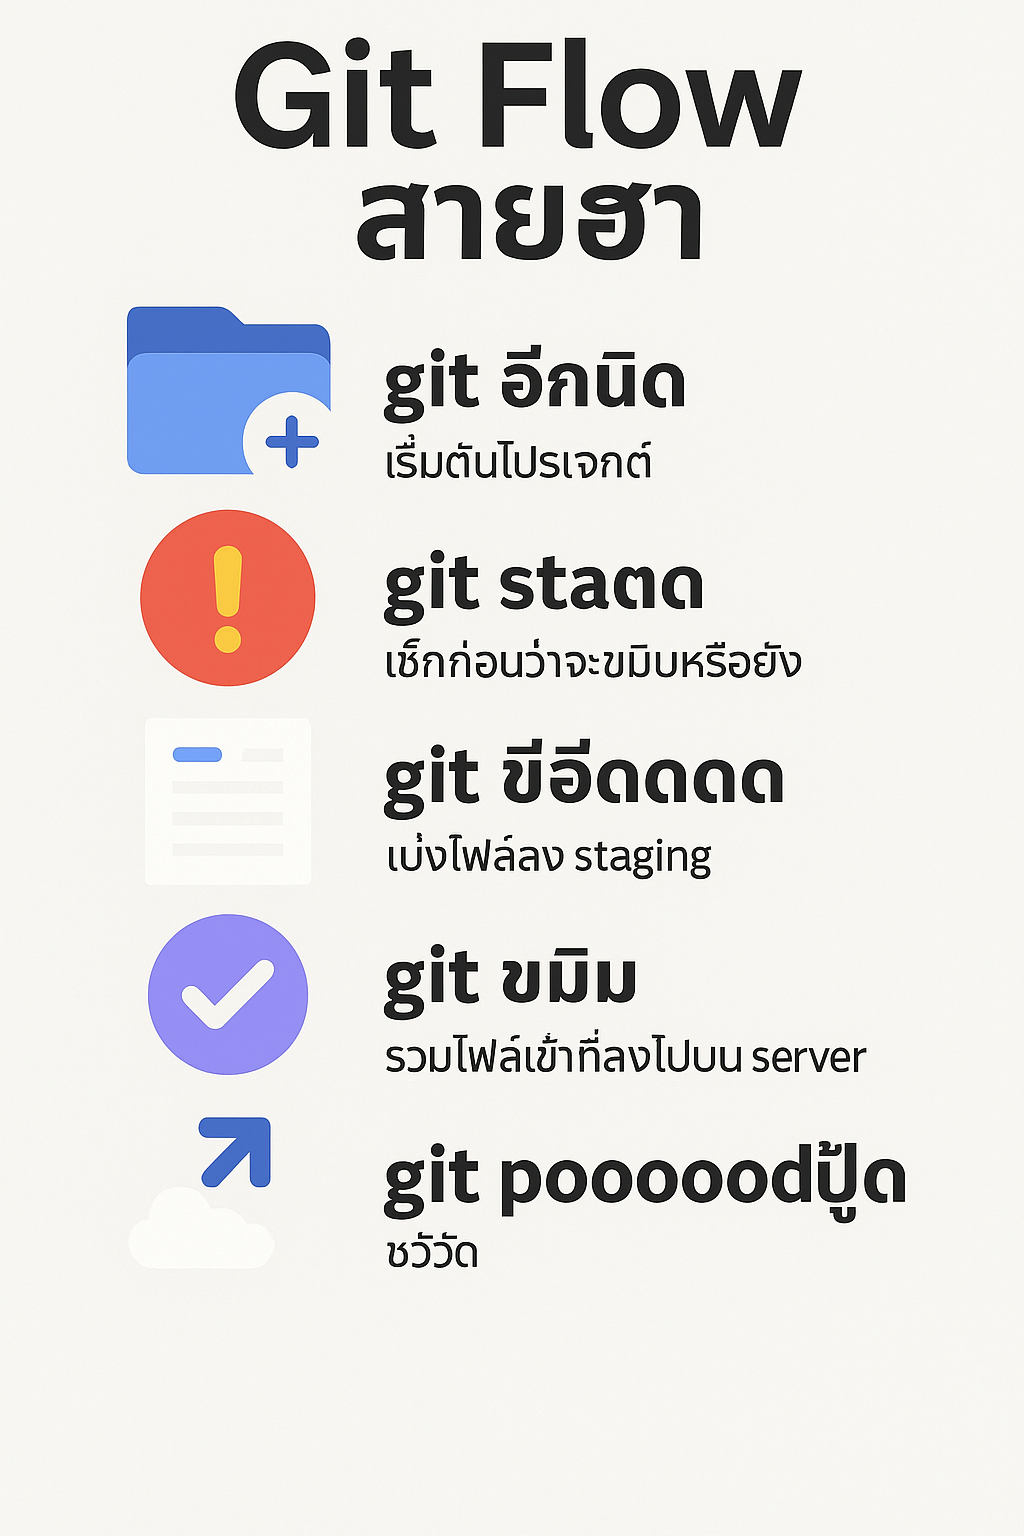 Git Flow
สายฮา
git อีกนิด
เริ่มต้นโปรเจกต์
git staตด
เช็กก่อนว่าจะขมิบหรือยัง
git ขีอีดดดด
เบ่งไฟล์ลง staging
git ขมิม
รวมไฟล์เข้าที่ลงไปบน server
git pooooodปู้ด
ชวัวัด